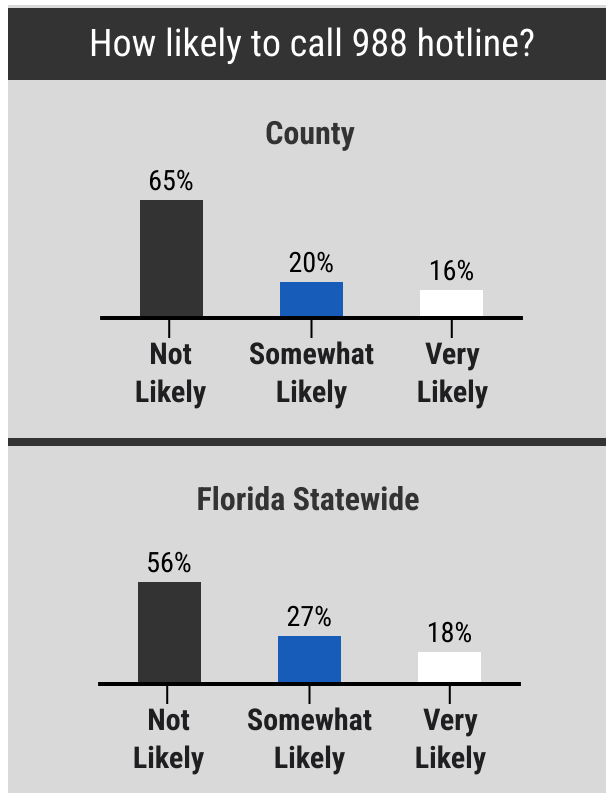 How likely to call 988 hotline?
County
65%
20%
16%
Not
Likely
Somewhat
Likely
Very
Likely
Florida Statewide
56%
27%
18%
Not
Likely
Somewhat
Likely
Very
Likely